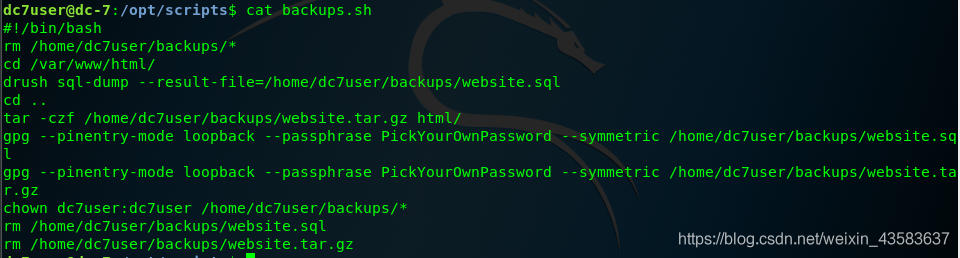 dc7user@dc-7:/opt/scripts$ cat backups.sh
#!/bin/bash
rm /home/dc7user/backups/*
cd /var/www/html/
drush sql-dump --result-file=/home/dc7user/backups/website.sql
cd ..
tar -czf /home/dc7user/backups/website.tar.gz html/
gpg --pinentry-mode loopback --passphrase PickYourOwnPassword --symmetric /home/dc7user/backups/website.sq
l
gpg --pinentry-mode loopback --passphrase PickYourOwnPassword --symmetric /home/dc7user/backups/website.ta
r.gz
chown dc7user:dc7user /home/dc7user/backups/*
rm /home/dc7user/backups/website.sql
rm /home/dc7user/backups/website.tar.gz
https://blog.csdn.net/weixin_43583637